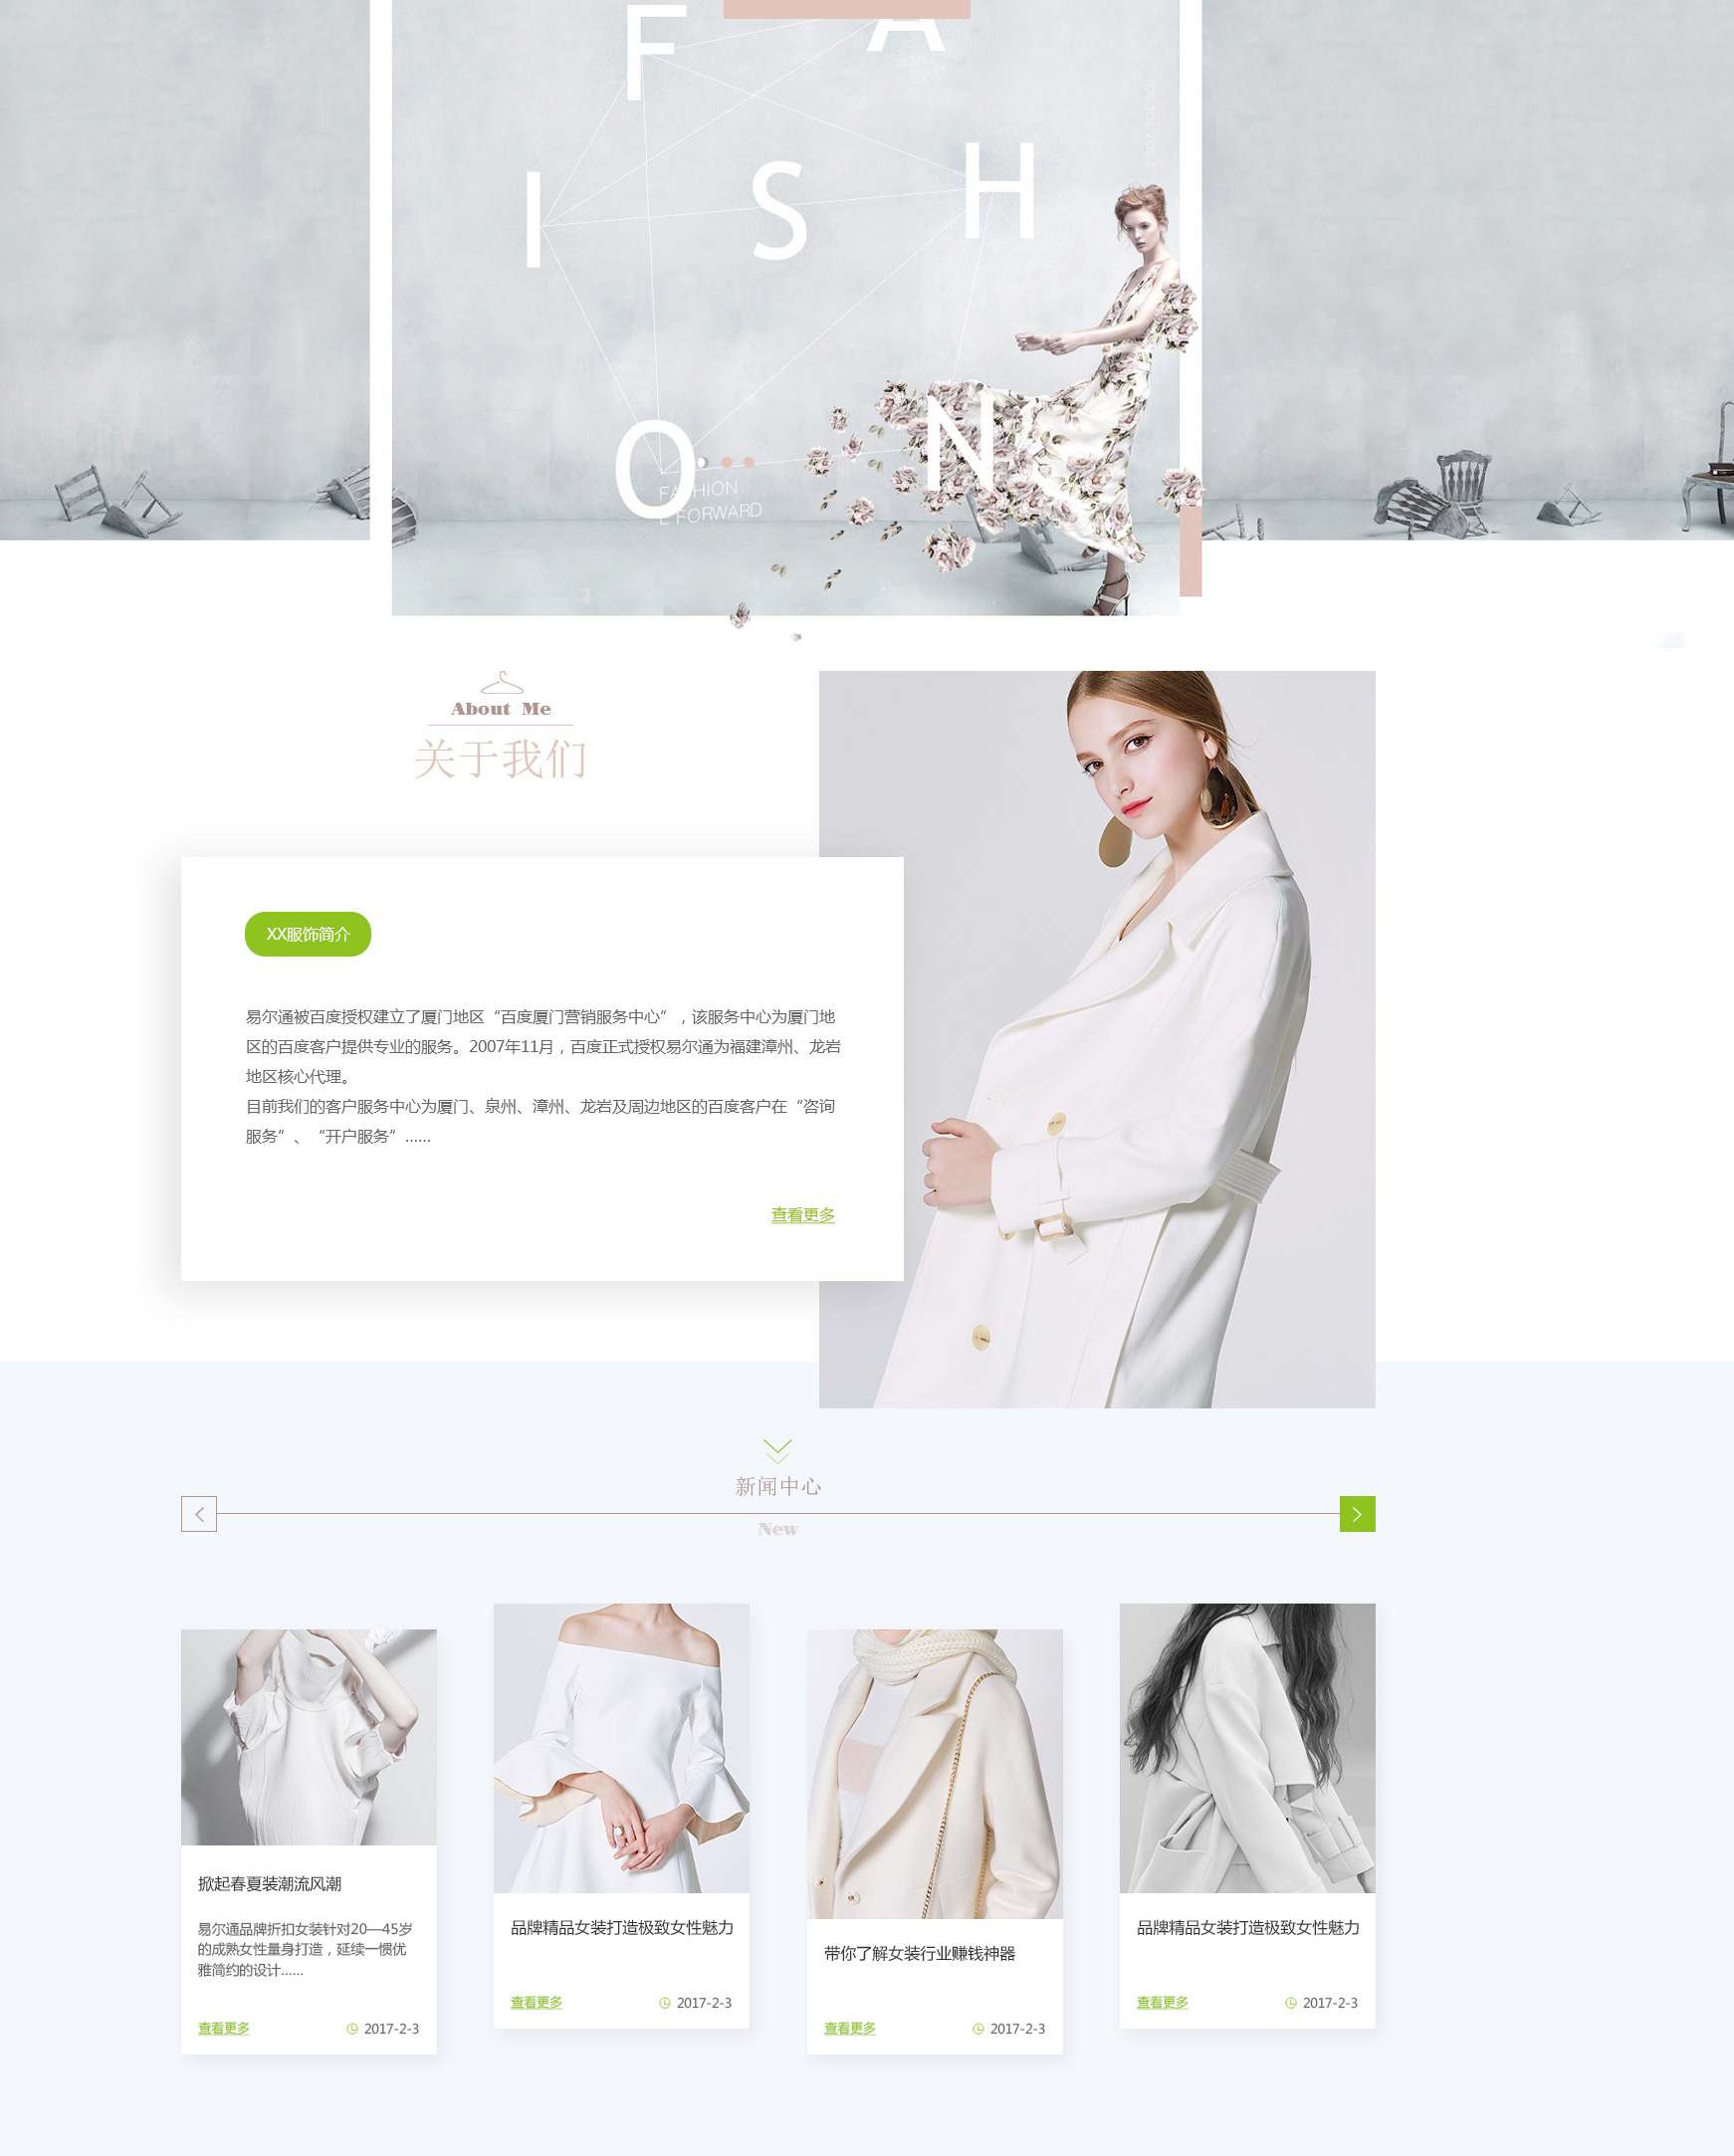 F A
I S H
O N
FASHION
E FORWARD
About Me
关于我们
XX服饰简介
易尔通被百度授权建立了厦门地区“百度厦门营销服务中心”，该服务中心为厦门地
区的百度客户提供专业的服务。2007年11月，百度正式授权易尔通为福建漳州、龙岩
地区核心代理。
目前我们的客户服务中心为厦门、泉州、漳州、龙岩及周边地区的百度客户在“咨询
服务”、“开户服务”......
查看更多
新闻中心
New
掀起春夏装潮流风潮
易尔通品牌折扣女装针对20—45岁
的成熟女性量身打造，延续一惯优
雅简约的设计......
查看更多 2017-2-3
品牌精品女装打造极致女性魅力
查看更多 2017-2-3
带你了解女装行业赚钱神器
查看更多 2017-2-3
品牌精品女装打造极致女性魅力
查看更多 2017-2-3